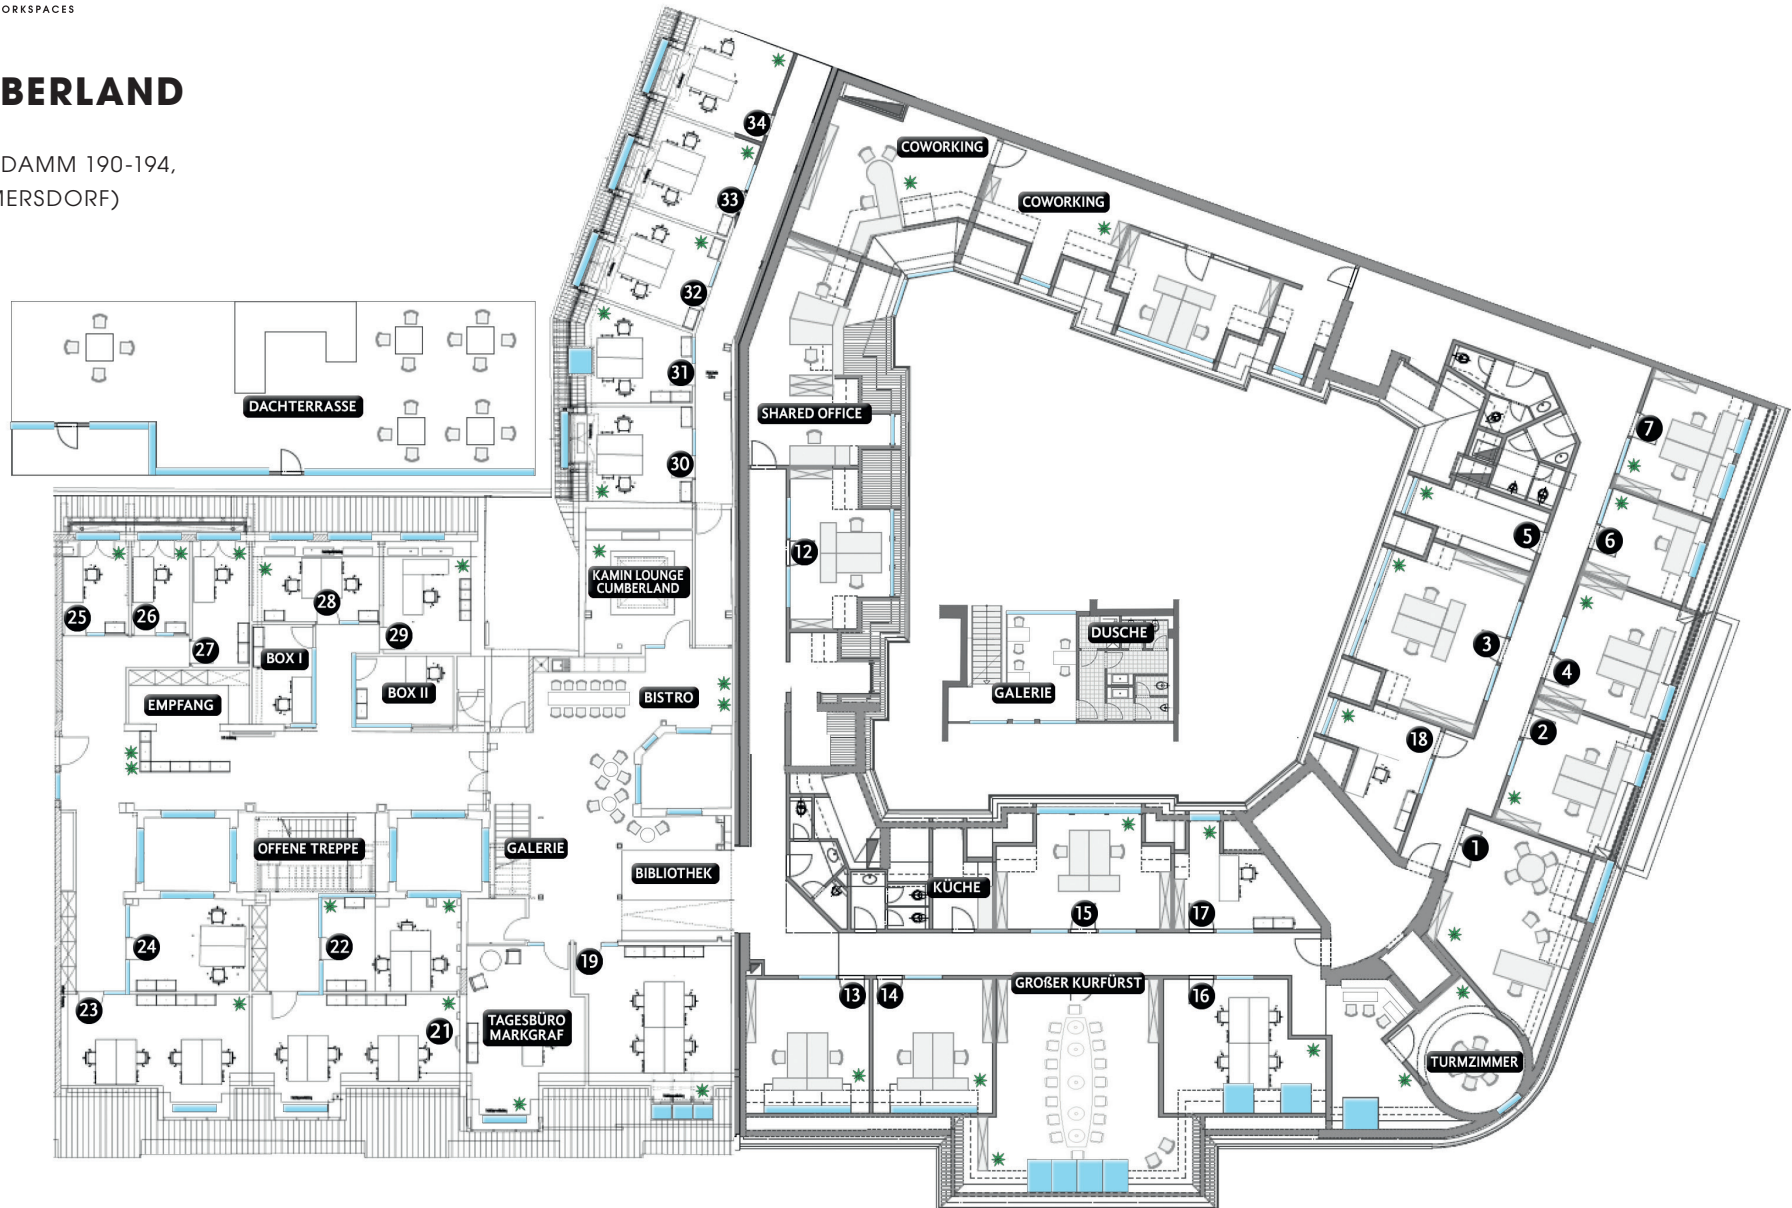 ORKSPACES
BERLAND
DAMM 190-194,
MERSDORF)
34
33
32
31
30
COWORKING
COWORKING
SHARED OFFICE
DACHTERRASSE
7
6
5
4
3
2
18
1
12
KAMIN LOUNGE
CUMBERLAND
25
26
27
28
29
BOX I
BOX II
EMPFANG
BISTRO
DUSCHE
GALERIE
OFFENE TREPPE
GALERIE
BIBLIOTHEK
KÜCHE
15
17
24
22
19
23
21
TAGESBÜRO
MARKGRAF
13
14
GROßER KURFÜRST
16
TURMZIMMER